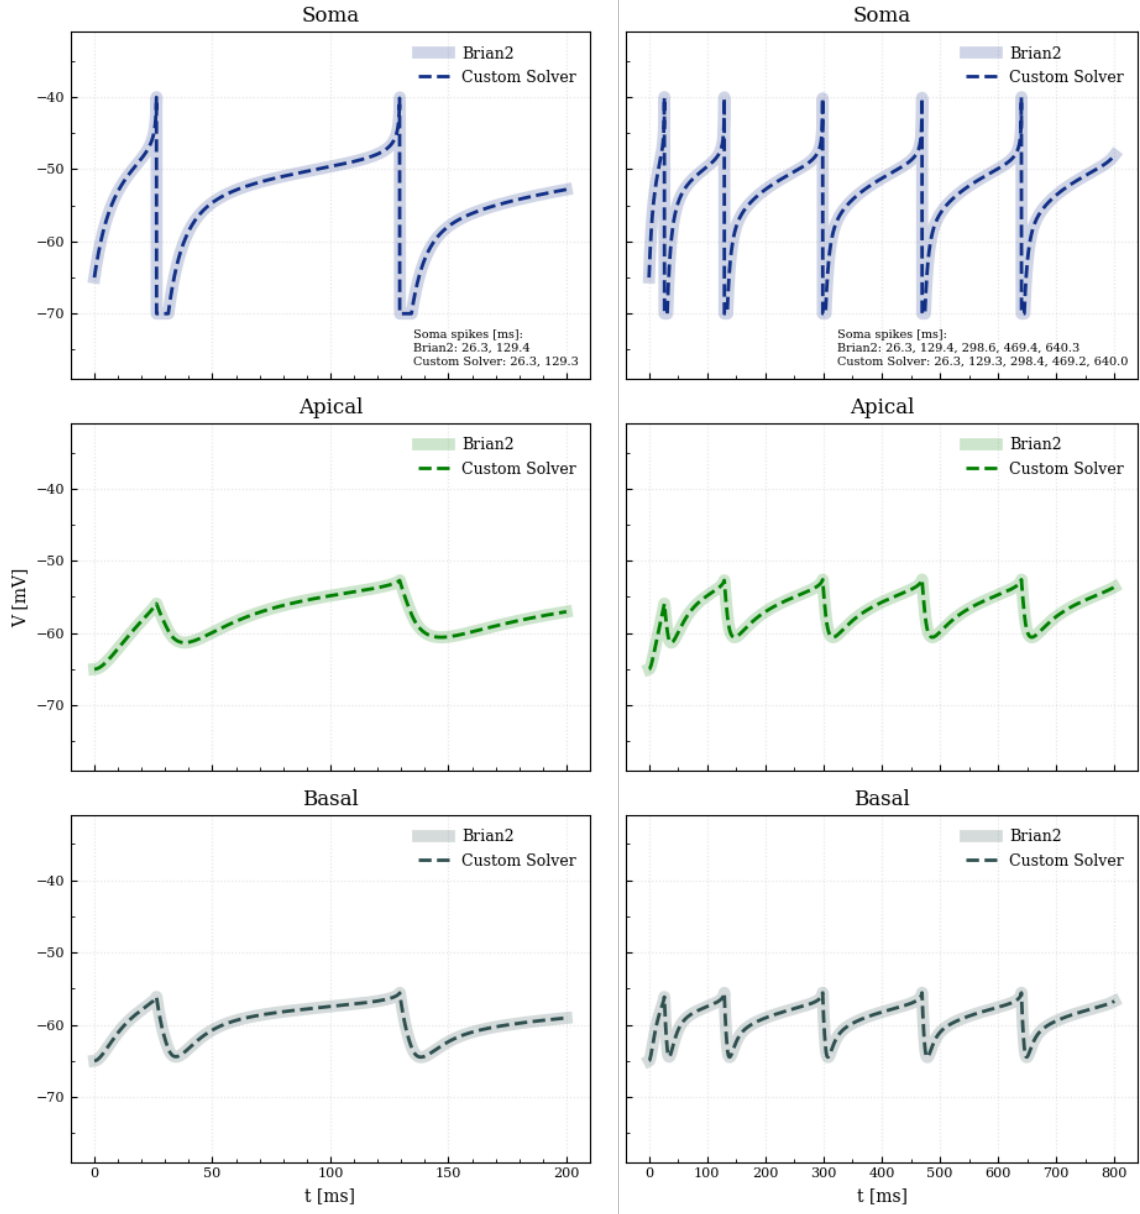 Soma
Brian2
Custom Solver
−40
−50
−60
−70
Soma spikes [ms]:
Brian2: 26.3, 129.4
Custom Solver: 26.3, 129.3
Soma
Brian2
Custom Solver
Soma spikes [ms]:
Brian2: 26.3, 129.4, 298.6, 469.4, 640.3
Custom Solver: 26.3, 129.3, 298.4, 469.2, 640.0
Apical
Brian2
Custom Solver
−40
−50
−60
−70
V [mV]
Apical
Brian2
Custom Solver
Basal
Brian2
Custom Solver
−40
−50
−60
−70
0 50 100 150 200
t [ms]
Basal
Brian2
Custom Solver
0 100 200 300 400 500 600 700 800
t [ms]